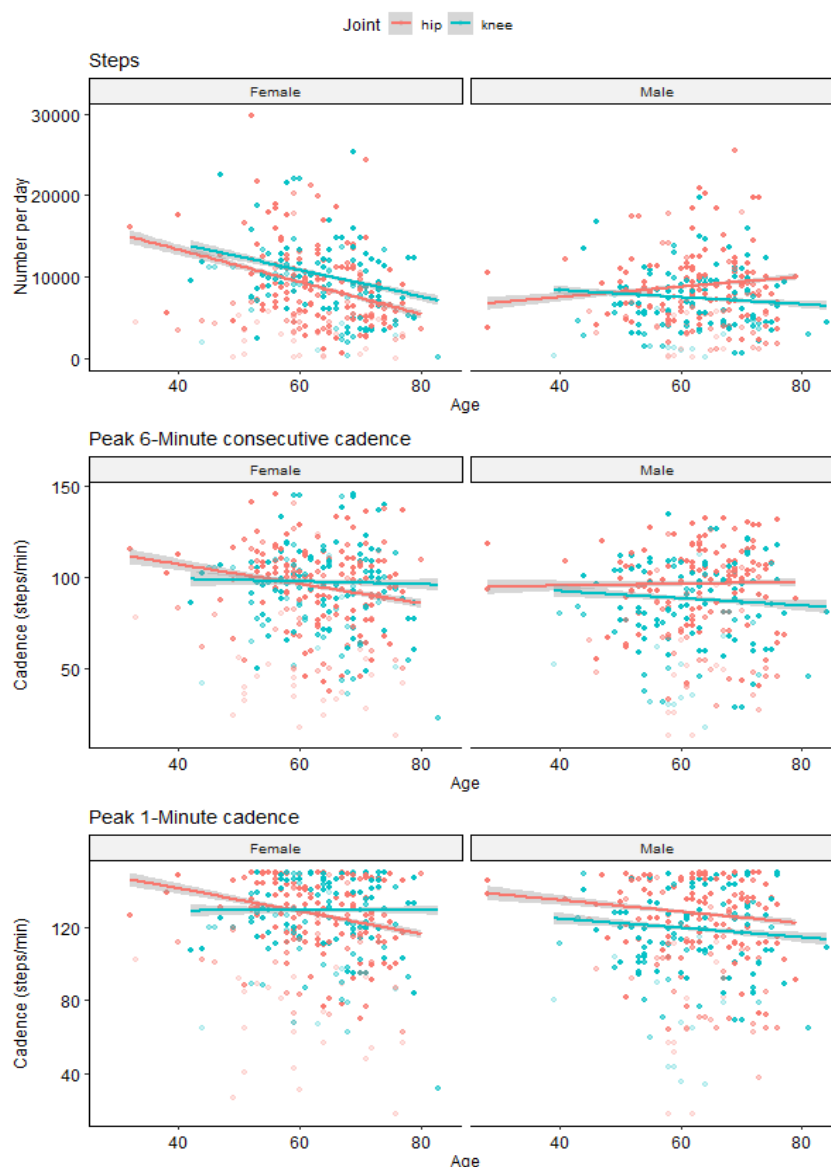 Joint hip knee
Steps
Female Male
Number per day
30000
20000
10000
0
40 60 80 40 60 80
Age Age
Peak 6-Minute consecutive cadence
Female Male
Cadence (steps/min)
150
100
50
40 60 80 40 60 80
Age Age
Peak 1-Minute cadence
Female Male
Cadence (steps/min)
120
80
40
40 60 80 40 60 80
Age Age